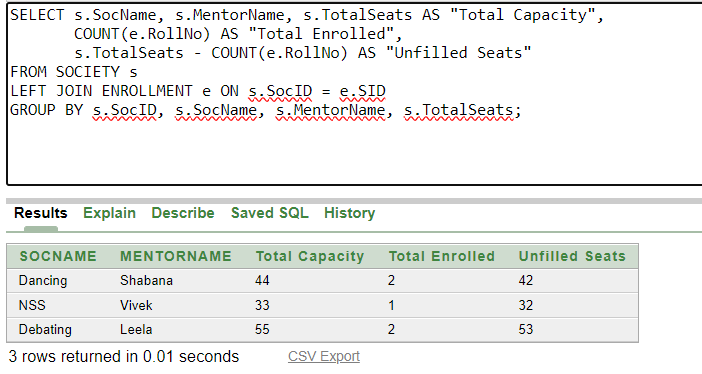 SELECT s.SocName, s.MentorName, s.TotalSeats AS "Total Capacity",
COUNT(e.RollNo) AS "Total Enrolled",
s.TotalSeats - COUNT(e.RollNo) AS "Unfilled Seats"
FROM SOCIETY s
LEFT JOIN ENROLLMENT e ON s.SocID = e.SID
GROUP BY s.SocID, s.SocName, s.MentorName, s.TotalSeats;
Results Explain Describe Saved SQL History
SOCNAME MENTORNAME Total Capacity Total Enrolled Unfilled Seats
Dancing Shabana 44 2 42
NSS Vivek 33 1 32
Debating Leela 55 2 53
3 rows returned in 0.01 seconds CSV Export